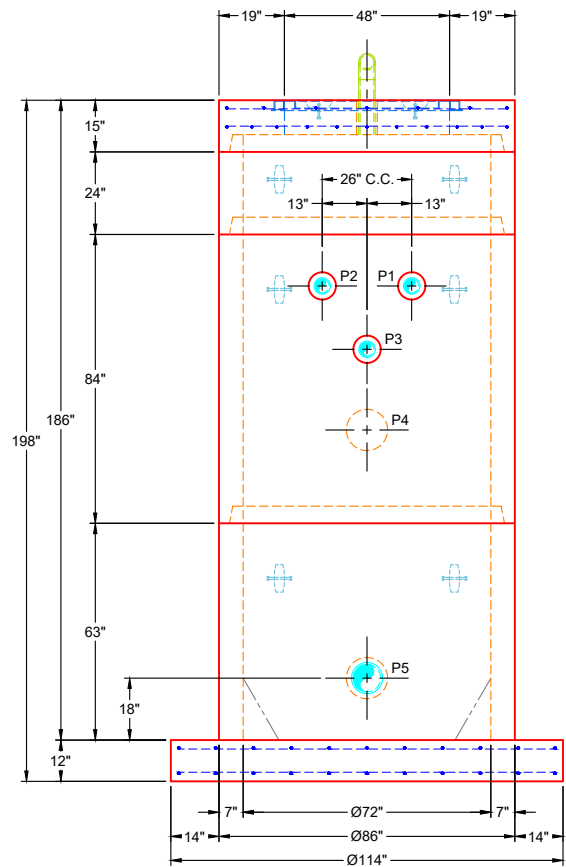 19" 48" 19"
15"
24"
26" C.C.
13" 13"
P2 P1
P3
84"
P4
186"
198"
63"
P5
18"
12"
7" Ø72" 7"
14" Ø86" 14"
Ø114"